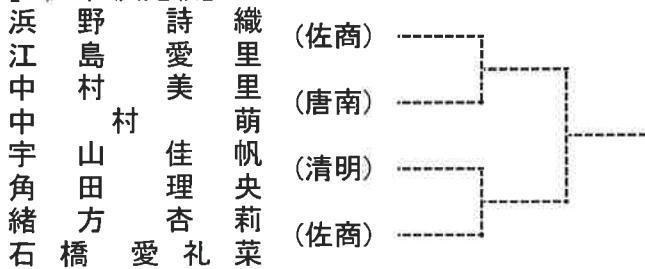 浜野詩織
江島愛里
(佐商)
中村美里
中村萌
(唐南)
宇山佳帆
角田理央
(清明)
緒方杏莉
石橋愛礼菜
(佐商)